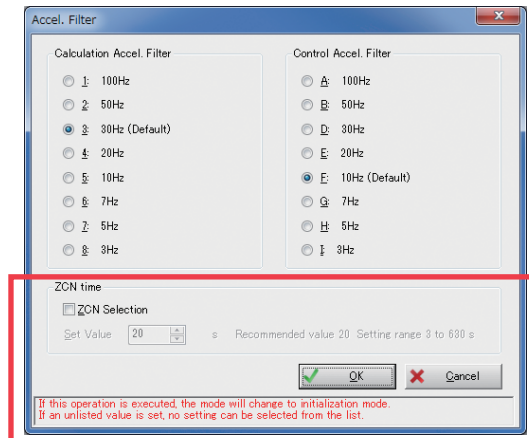 Accel. Filter
Calculation Accel. Filter
1: 100Hz
2: 50Hz
3: 30Hz (Default)
4: 20Hz
5: 10Hz
6: 7Hz
7: 5Hz
8: 3Hz
Control Accel. Filter
A: 100Hz
B: 50Hz
D: 30Hz
E: 20Hz
F: 10Hz (Default)
G: 7Hz
H: 5Hz
I: 3Hz
ZCN time
ZCN Selection
Set Value 20 s Recommended value 20 Setting range 3 to 630 s
OK Cancel
If this operation is executed, the mode will change to initialization mode.
If an unlisted value is set, no setting can be selected from the list.